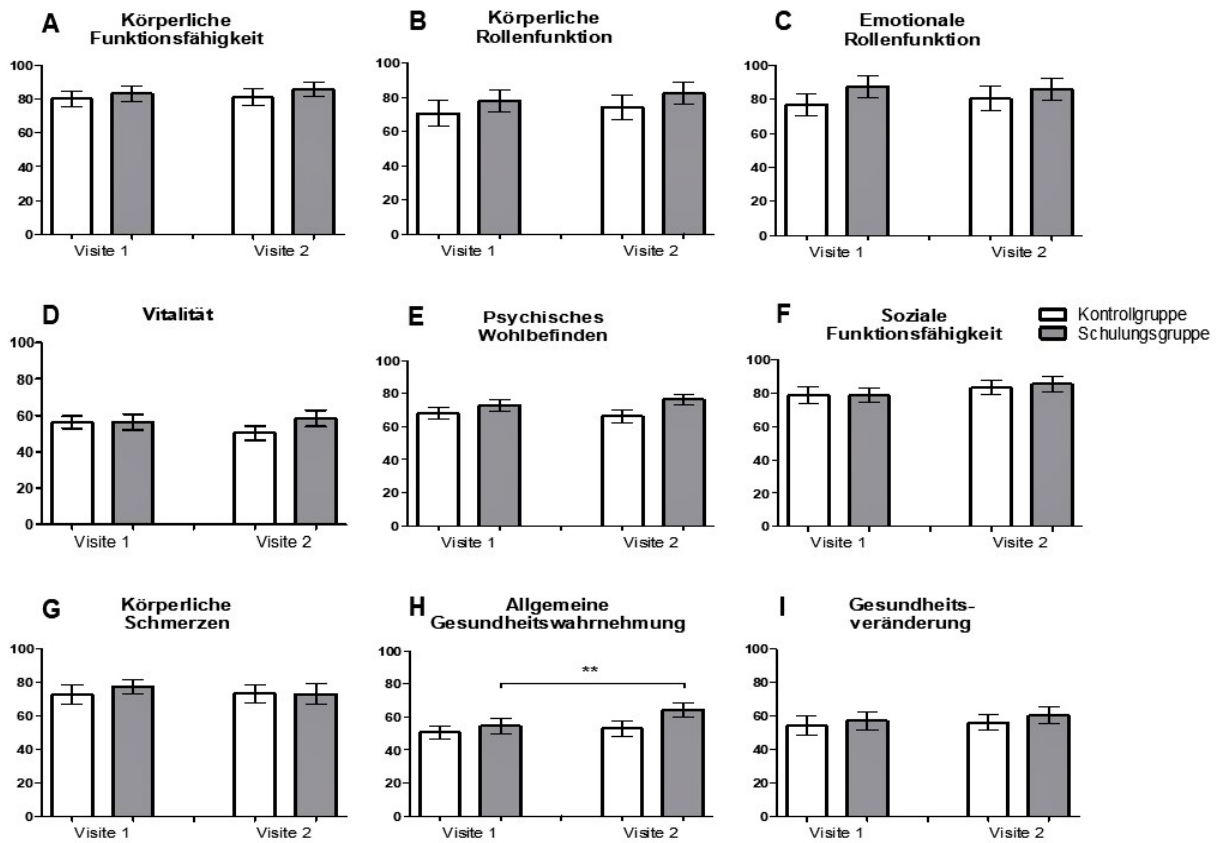 A
Körperliche
Funktionsfähigkeit
100
80
60
40
20
0
Visite 1
Visite 2
B
Körperliche
Rollenfunktion
100
80
60
40
20
0
Visite 1
Visite 2
C
Emotionale
Rollenfunktion
100
80
60
40
20
0
Visite 1
Visite 2
D
Vitalität
100
80
60
40
20
0
Visite 1
Visite 2
E
Psychisches
Wohlbefinden
100
80
60
40
20
0
Visite 1
Visite 2
F
Soziale
Funktionsfähigkeit
100
80
60
40
20
0
Visite 1
Visite 2
Kontrollgruppe
Schulungsgruppe
G
Körperliche
Schmerzen
100
80
60
40
20
0
Visite 1
Visite 2
H
Allgemeine
Gesundheitswahrnehmung
**
100
80
60
40
20
0
Visite 1
Visite 2
I
Gesundheits-
veränderung
100
80
60
40
20
0
Visite 1
Visite 2